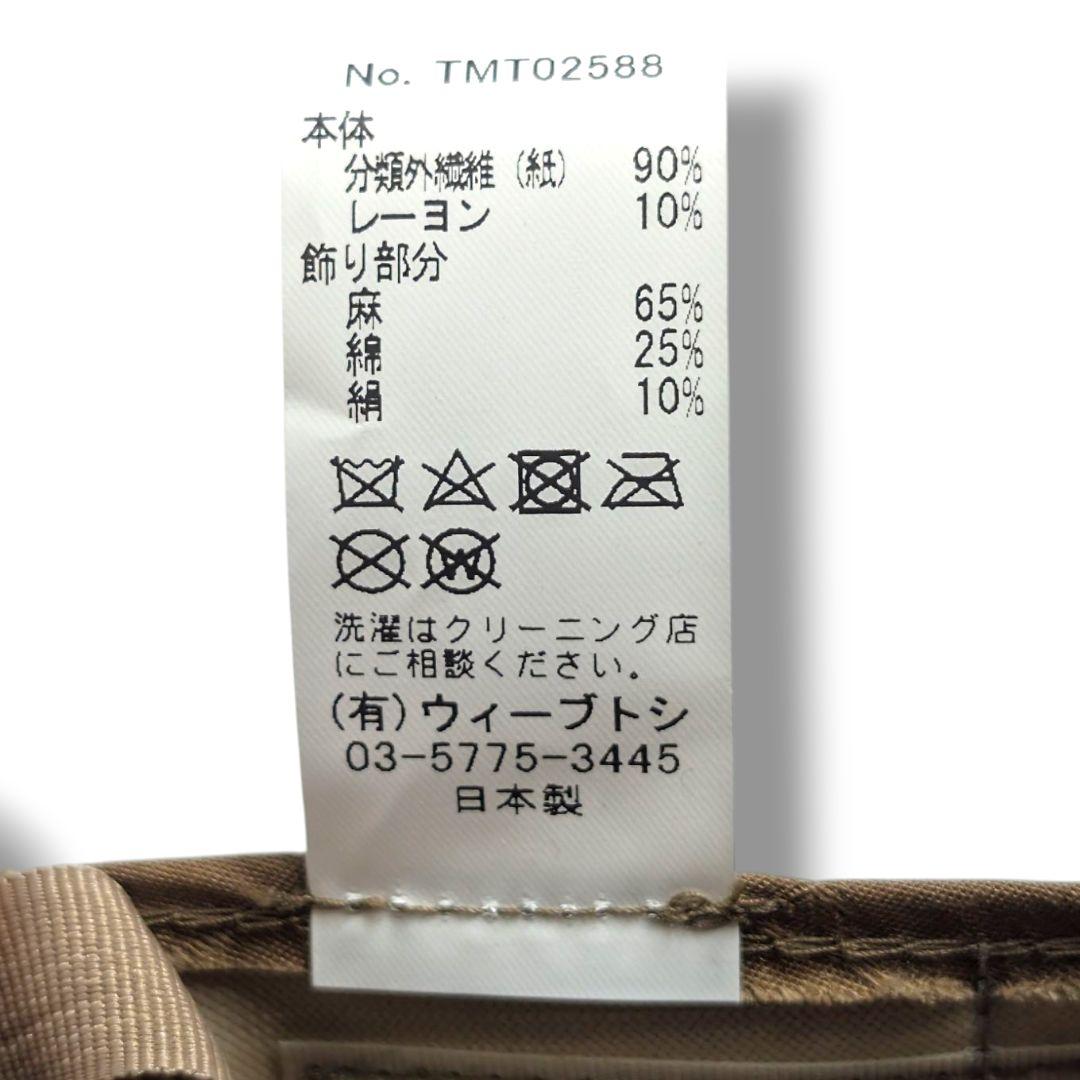 No. TMT02588
本体
分類外繊維（紙） 90%
レーヨン 10%
飾り部分
麻 65%
綿 25%
絹 10%
W
洗濯はクリーニング店
にご相談ください。
(有)ウィーブトシ
03-5775-3445
日本製